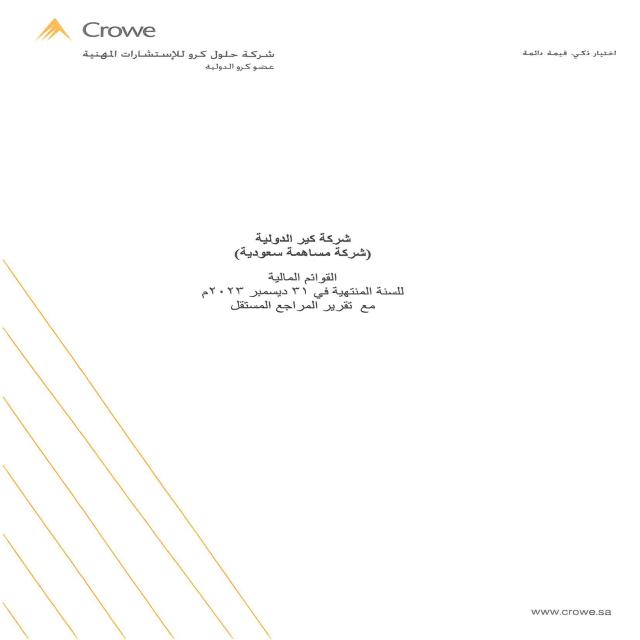 Crowe
شركة حلول كرو للإستشارات المهنية
عضو كرو الدولية
اختيار ذكي. قيمة دائمة
شركة كير الدولية
(شركة مساهمة سعودية)
القوائم المالية
للسنة المنتهية في ٣١ ديسمبر ٢٠٢٣م
مع تقرير المراجع المستقل
www.crowe.sa